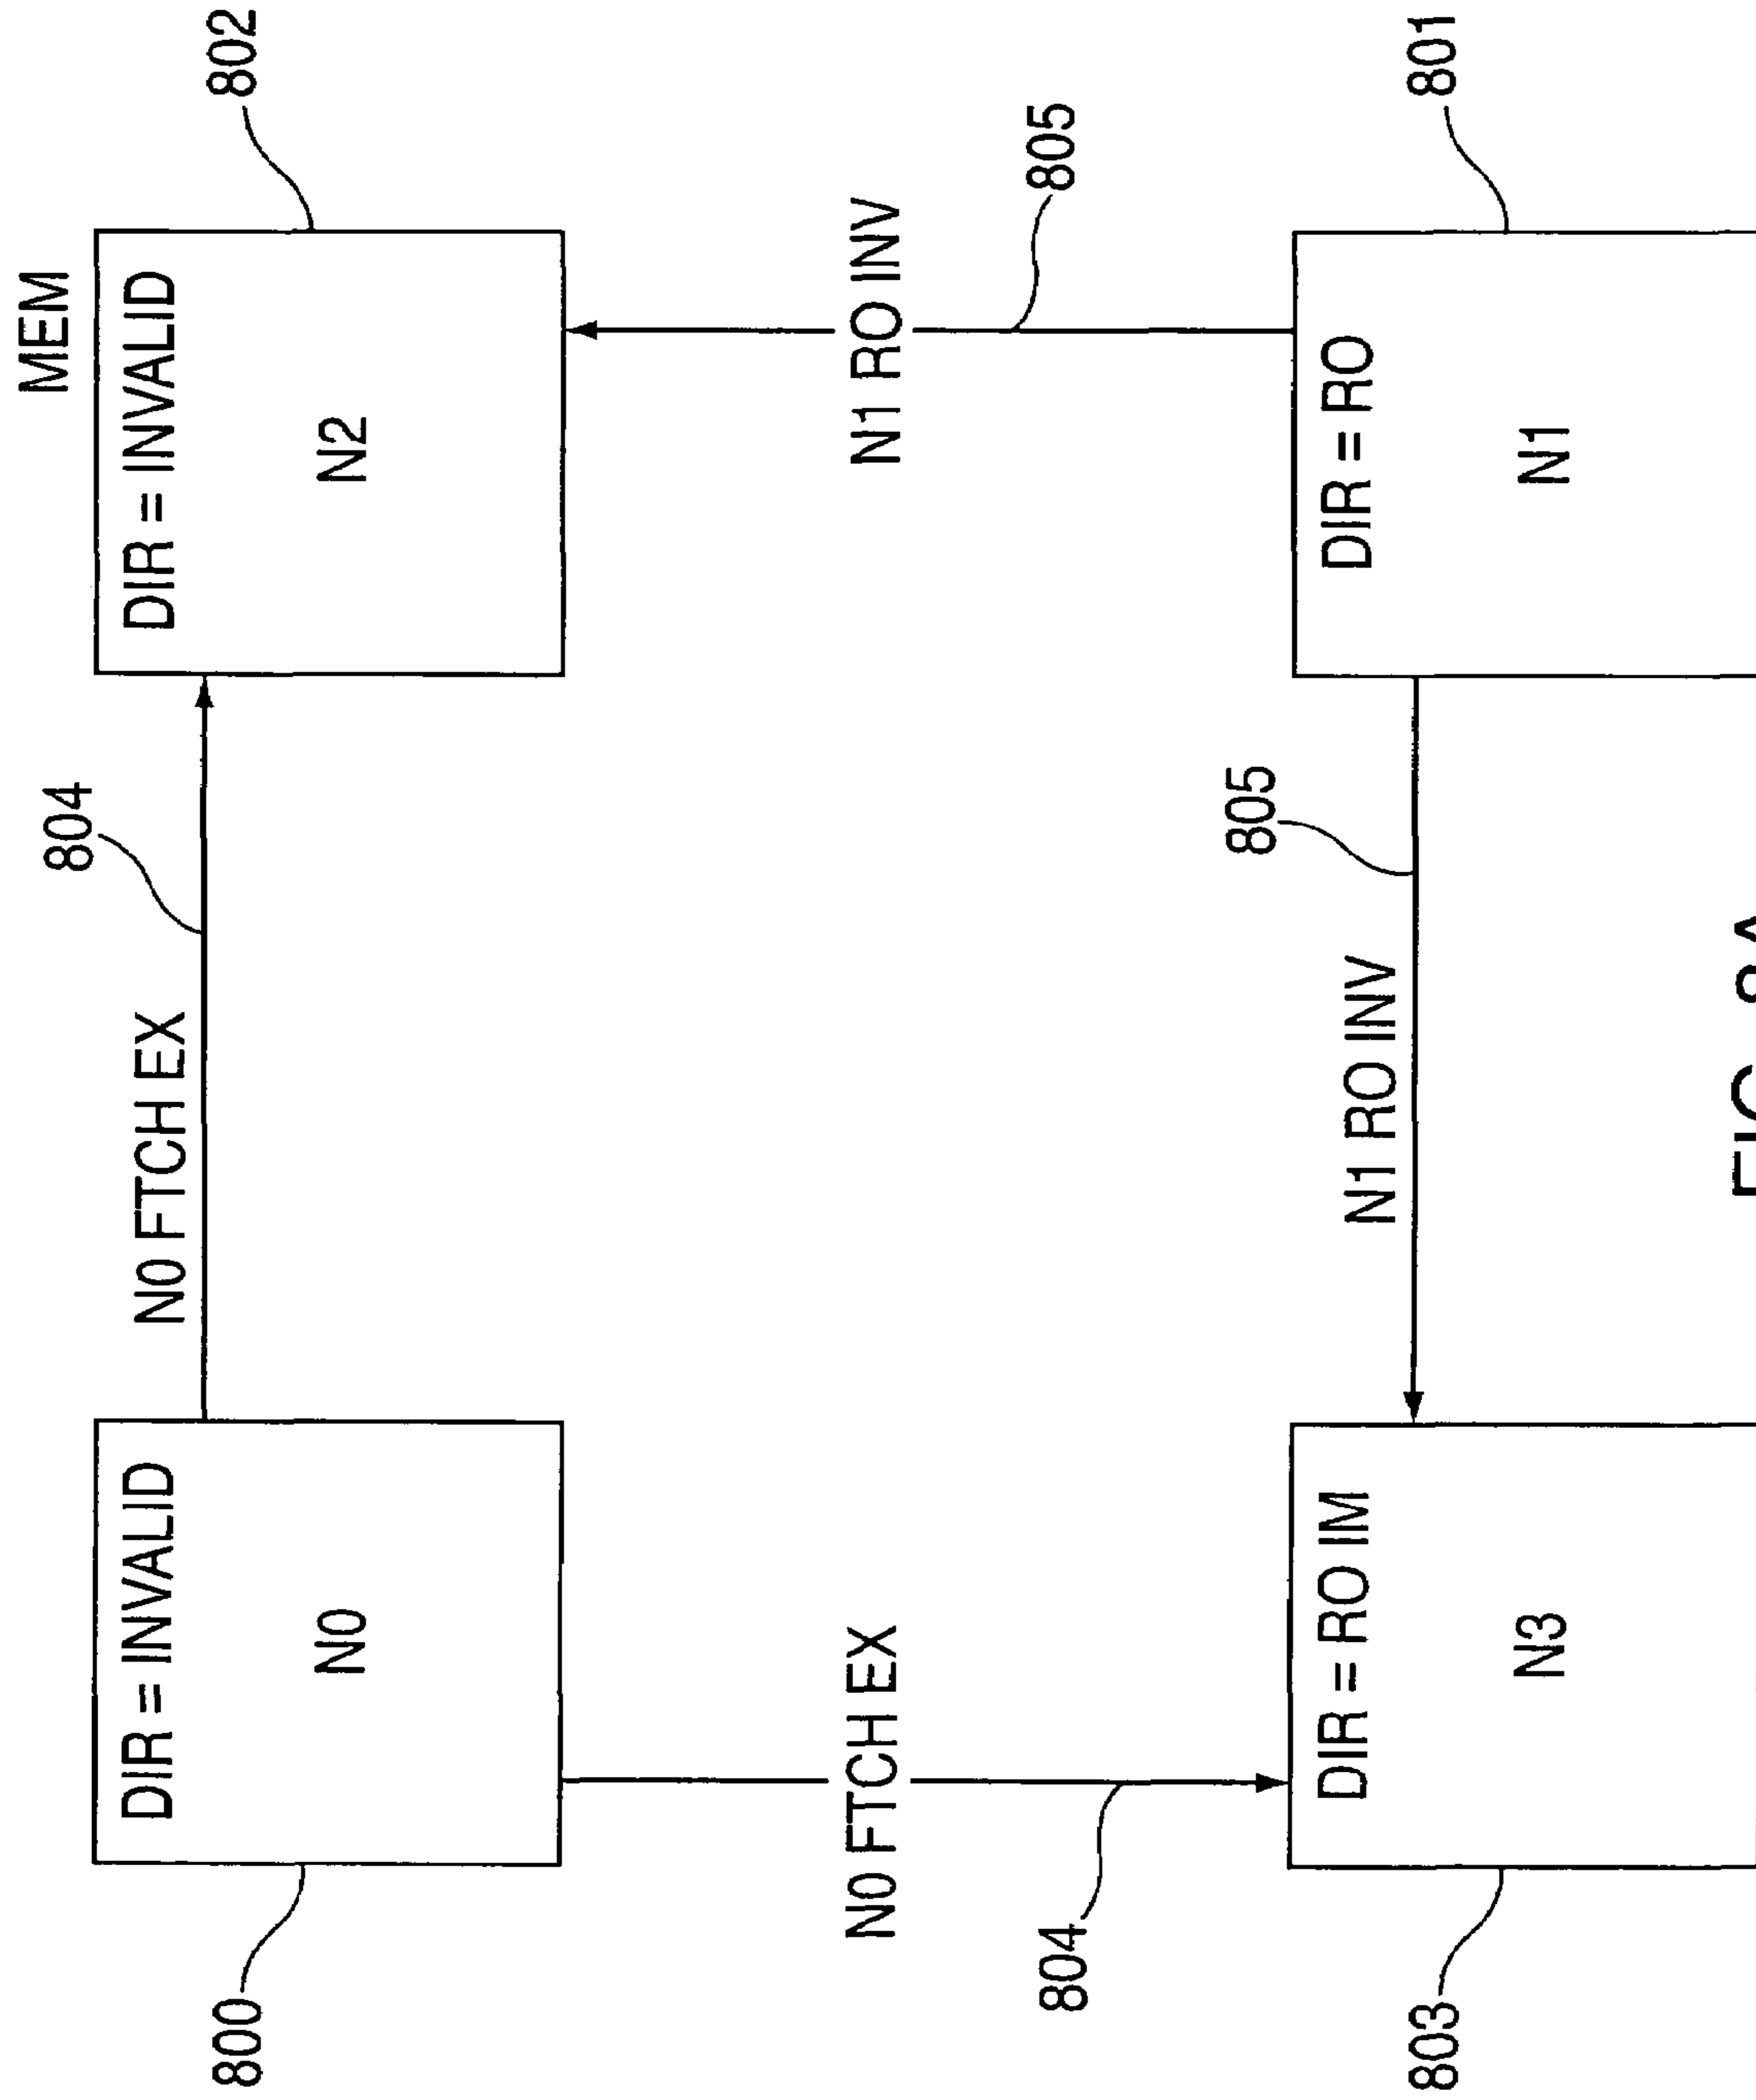 MEM
804
DIR = INVALID
N0 FTCH EX
DIR = INVALID
800
802
N0
N2
N0 FTCH EX
N1 RO INV
804
805
805
DIR = RO IM
N1 RO INV
DIR = RO
803
801
N3
N1